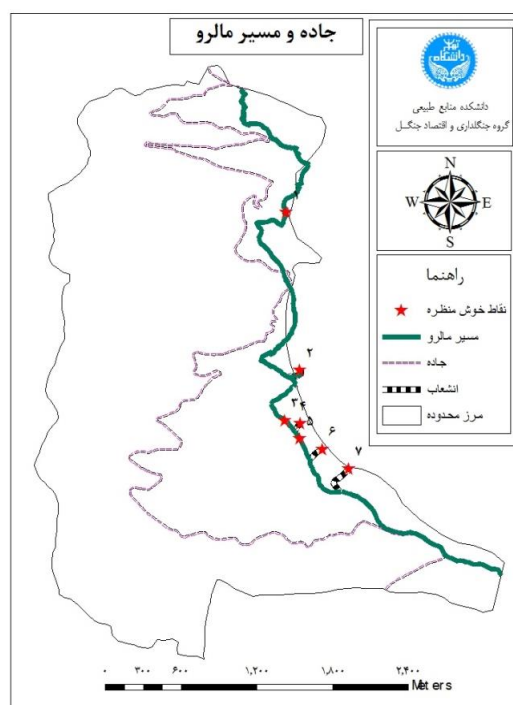 جاده و مسیر مالرو
دانشکده منابع طبیعی
گروه جنگلداری و اقتصاد جنگل
N
W E
S
راهنما
نقاط خوش منظره
مسیر مالرو
جاده
انشعاب
مرز محدوده
۱
۲
۳ ۴
۵
۶
۷
۰ ۳۰۰ ۶۰۰ ۱,۲۰۰ ۱,۸۰۰ ۲,۴۰۰
Meters